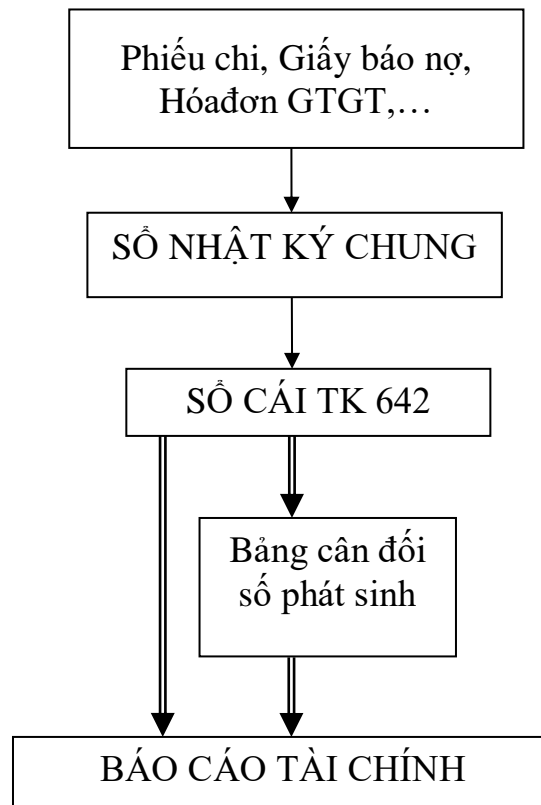 Phiếu chi, Giấy báo nợ,
Hóađơn GTGT,…
SỔ NHẬT KÝ CHUNG
SỔ CÁI TK 642
Bảng cân đối
số phát sinh
BÁO CÁO TÀI CHÍNH